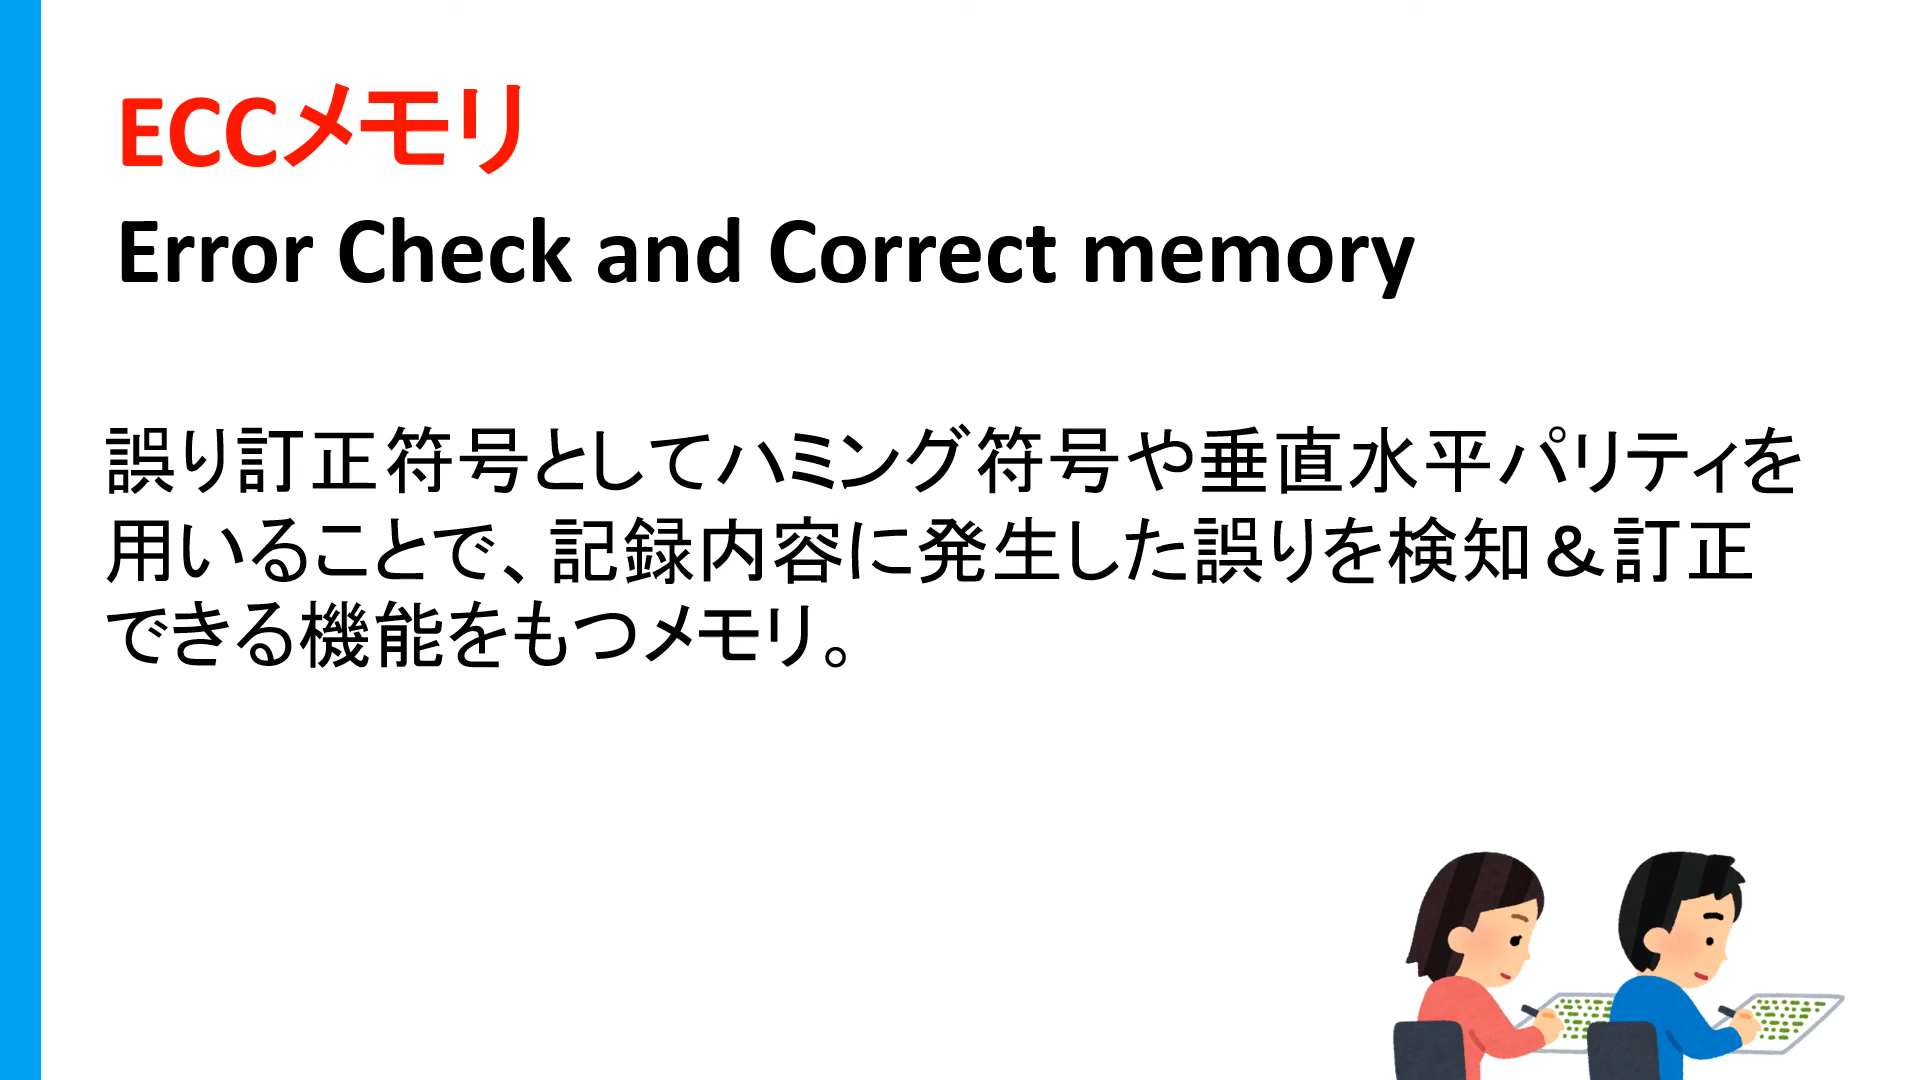 ECCメモリ
Error Check and Correct memory
誤り訂正符号としてハミング符号や垂直水平パリティを
用いることで、記録内容に発生した誤りを検知＆訂正
できる機能をもつメモリ。